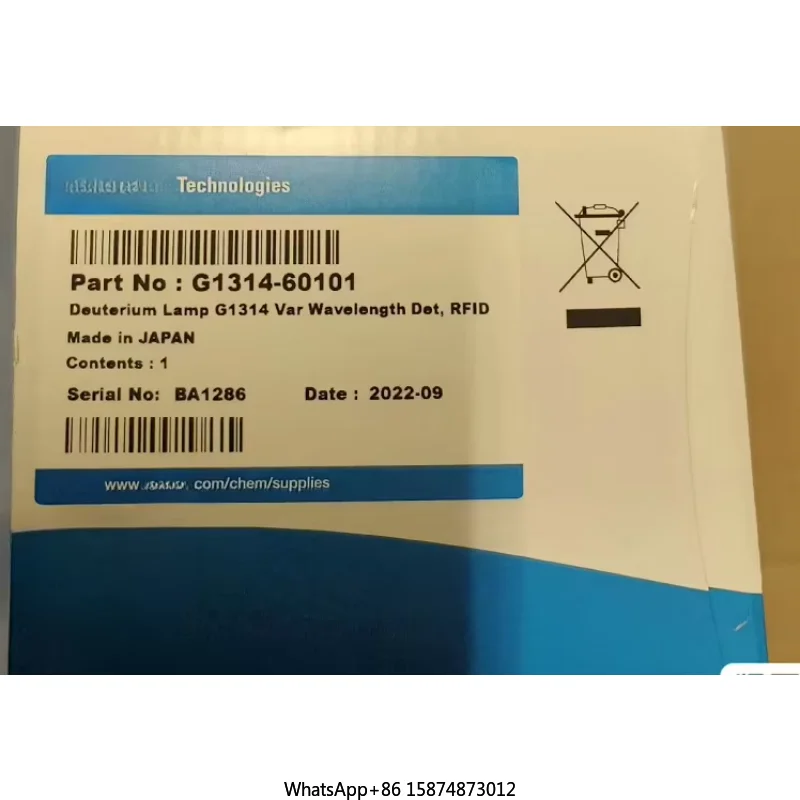 Technologies
Part No : G1314-60101
Deuterium Lamp G1314 Var Wavelength Det, RFID
Made in JAPAN
Contents : 1
Serial No: BA1286 Date : 2022-09
www. com/chem/supplies
WhatsApp+86 15874873012